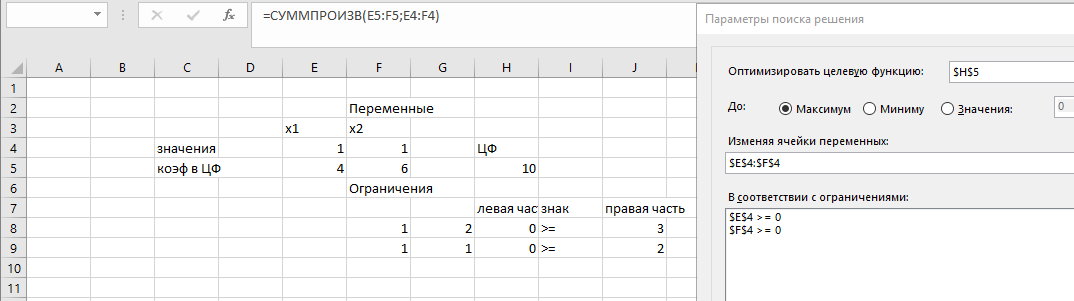 fx =СУММПРОИЗВ(E5:F5;E4:F4)
A B C D E F G H I J
1
2 Переменные
3 x1 x2
4 значения 1 1 ЦФ
5 коэф в ЦФ 4 6 10
6 Ограничения
7 левая част знак правая часть
8 1 2 0 >= 3
9 1 1 0 >= 2
10
11
Параметры поиска решения
Оптимизировать целевую функцию: $H$5
До: Максимум Миниму Значения: 0
Изменяя ячейки переменных:
$E$4:$F$4
В соответствии с ограничениями:
$E$4 >= 0
$F$4 >= 0